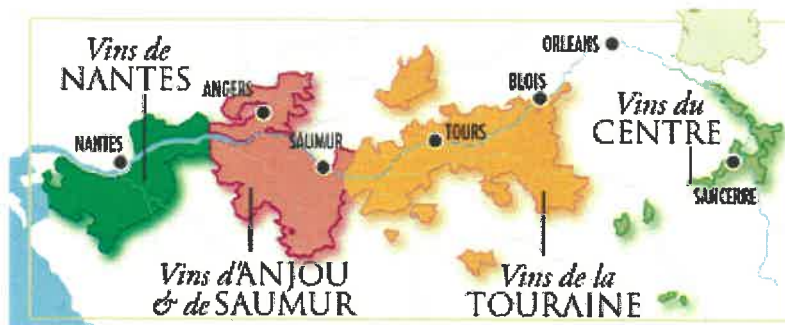 Vins de
NANTES
ANGERS
NANTES
SAUMUR
Vins d'ANJOU
& de SAUMUR
TOURS
BLOIS
ORLEANS
Vins de la
TOURAINE
Vins du
CENTRE
SANCERRE